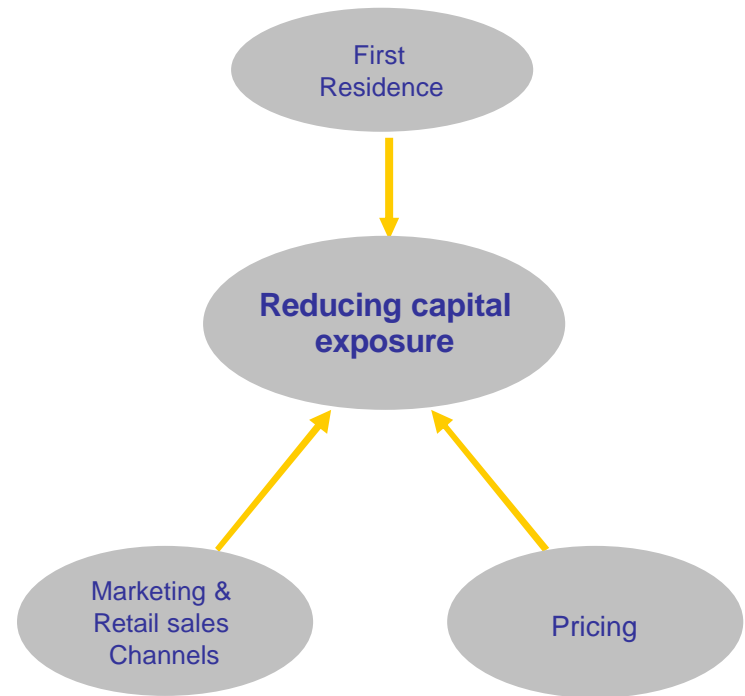 First
Residence
Reducing capital
exposure
Marketing &
Retail sales
Channels
Pricing